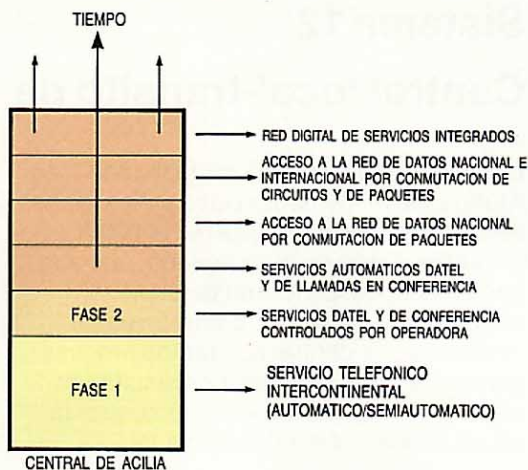 TIEMPO
RED DIGITAL DE SERVICIOS INTEGRADOS
ACCESO A LA RED DE DATOS NACIONAL E
INTERNACIONAL POR CONMUTACION DE
CIRCUITOS Y DE PAQUETES
ACCESO A LA RED DE DATOS NACIONAL
POR CONMUTACION DE PAQUETES
SERVICIOS AUTOMATICOS DATEL
Y DE LLAMADAS EN CONFERENCIA
FASE 2
SERVICIOS DATEL Y DE CONFERENCIA
CONTROLADOS POR OPERADORA
FASE 1
SERVICIO TELEFONICO
INTERCONTINENTAL
(AUTOMATICO/SEMIAUTOMATICO)
CENTRAL DE ACILIA